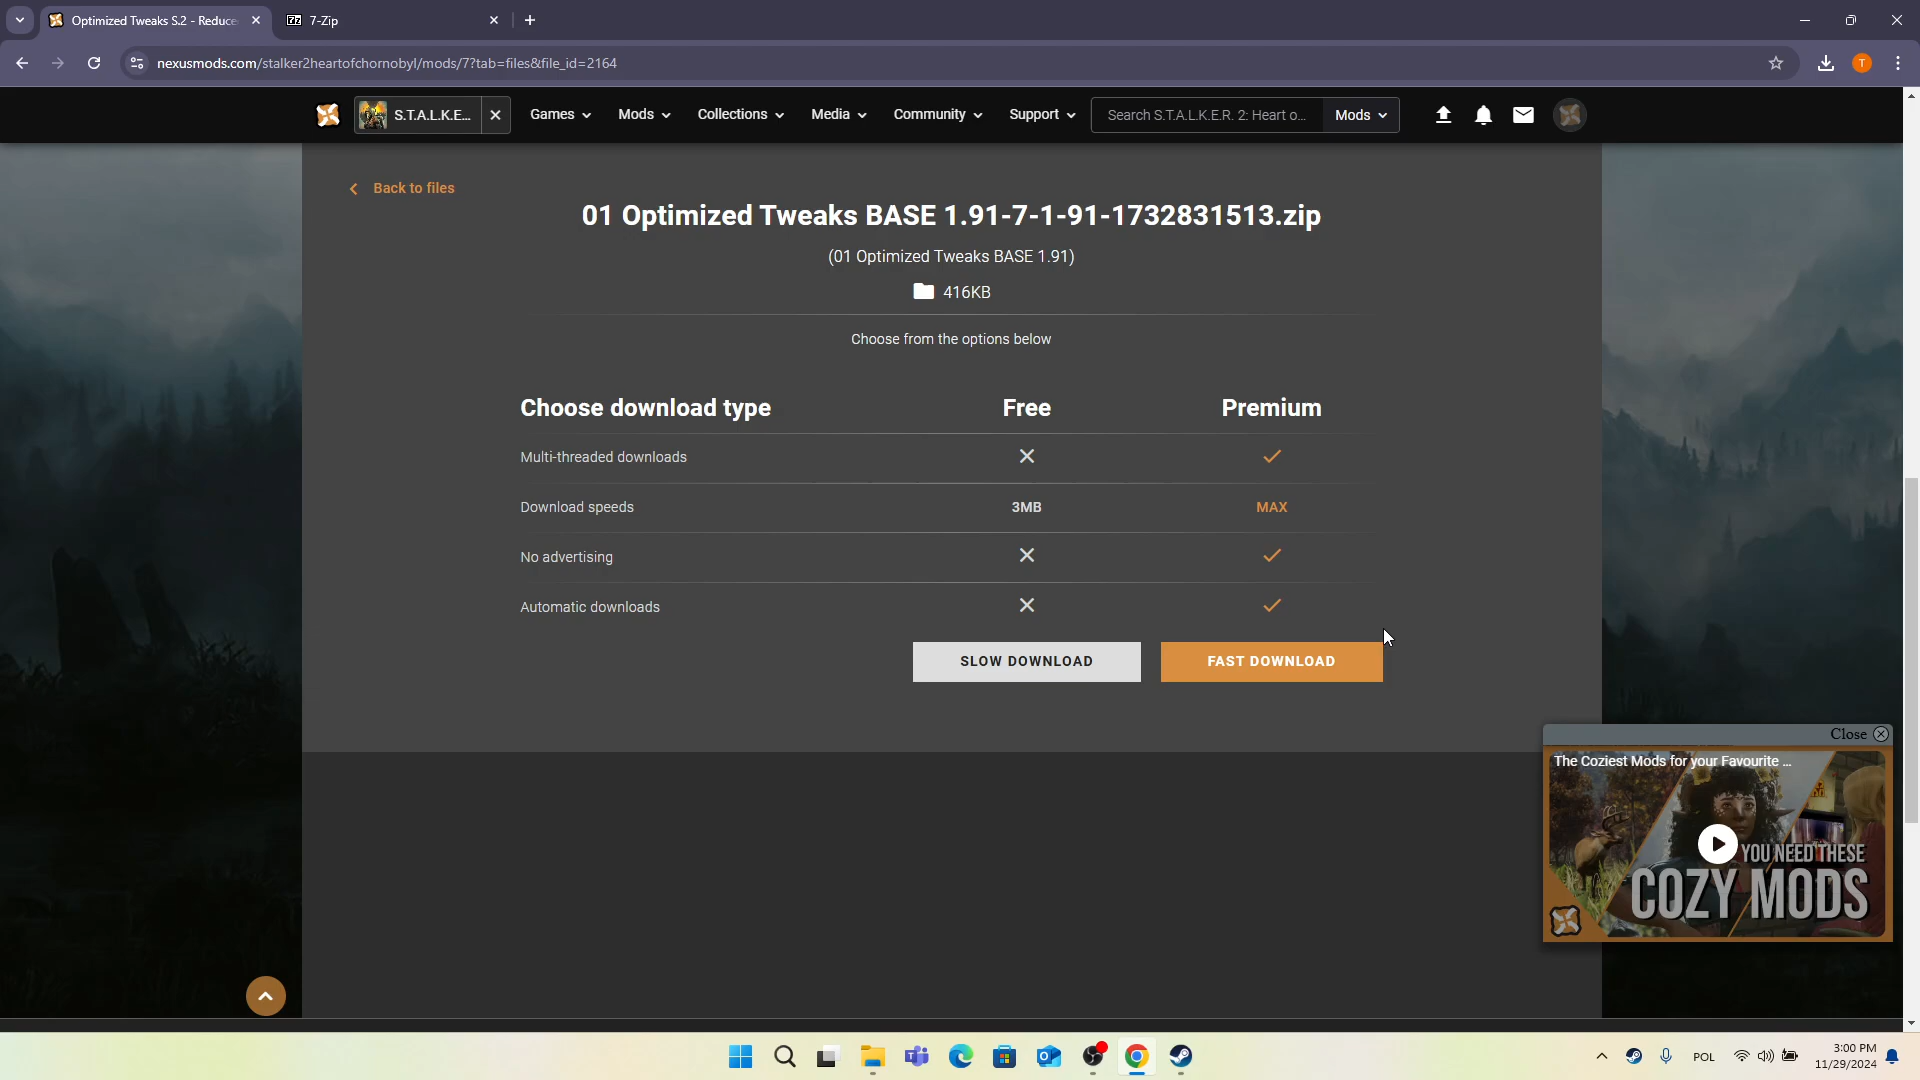 Optimized Tweaks S.2 - Reduce
7-Zip
nexusmods.com/stalker2heartofchornobyl/mods/7?tab=files&file_id=2164
T
S.T.A.L.K.E...
Games
Mods
Collections
Media
Community
Support
Search S.T.A.L.K.E.R. 2: Heart o...
Mods
Back to files
01 Optimized Tweaks BASE 1.91-7-1-91-1732831513.zip
(01 Optimized Tweaks BASE 1.91)
416KB
Choose from the options below
Choose download type
Free
Premium
Multi-threaded downloads
Download speeds
3MB
MAX
No advertising
Automatic downloads
SLOW DOWNLOAD
FAST DOWNLOAD
Close
The Coziest Mods for your Favourite ...
YOU NEED THESE
COZY MODS
POL
3:00 PM
11/29/2024